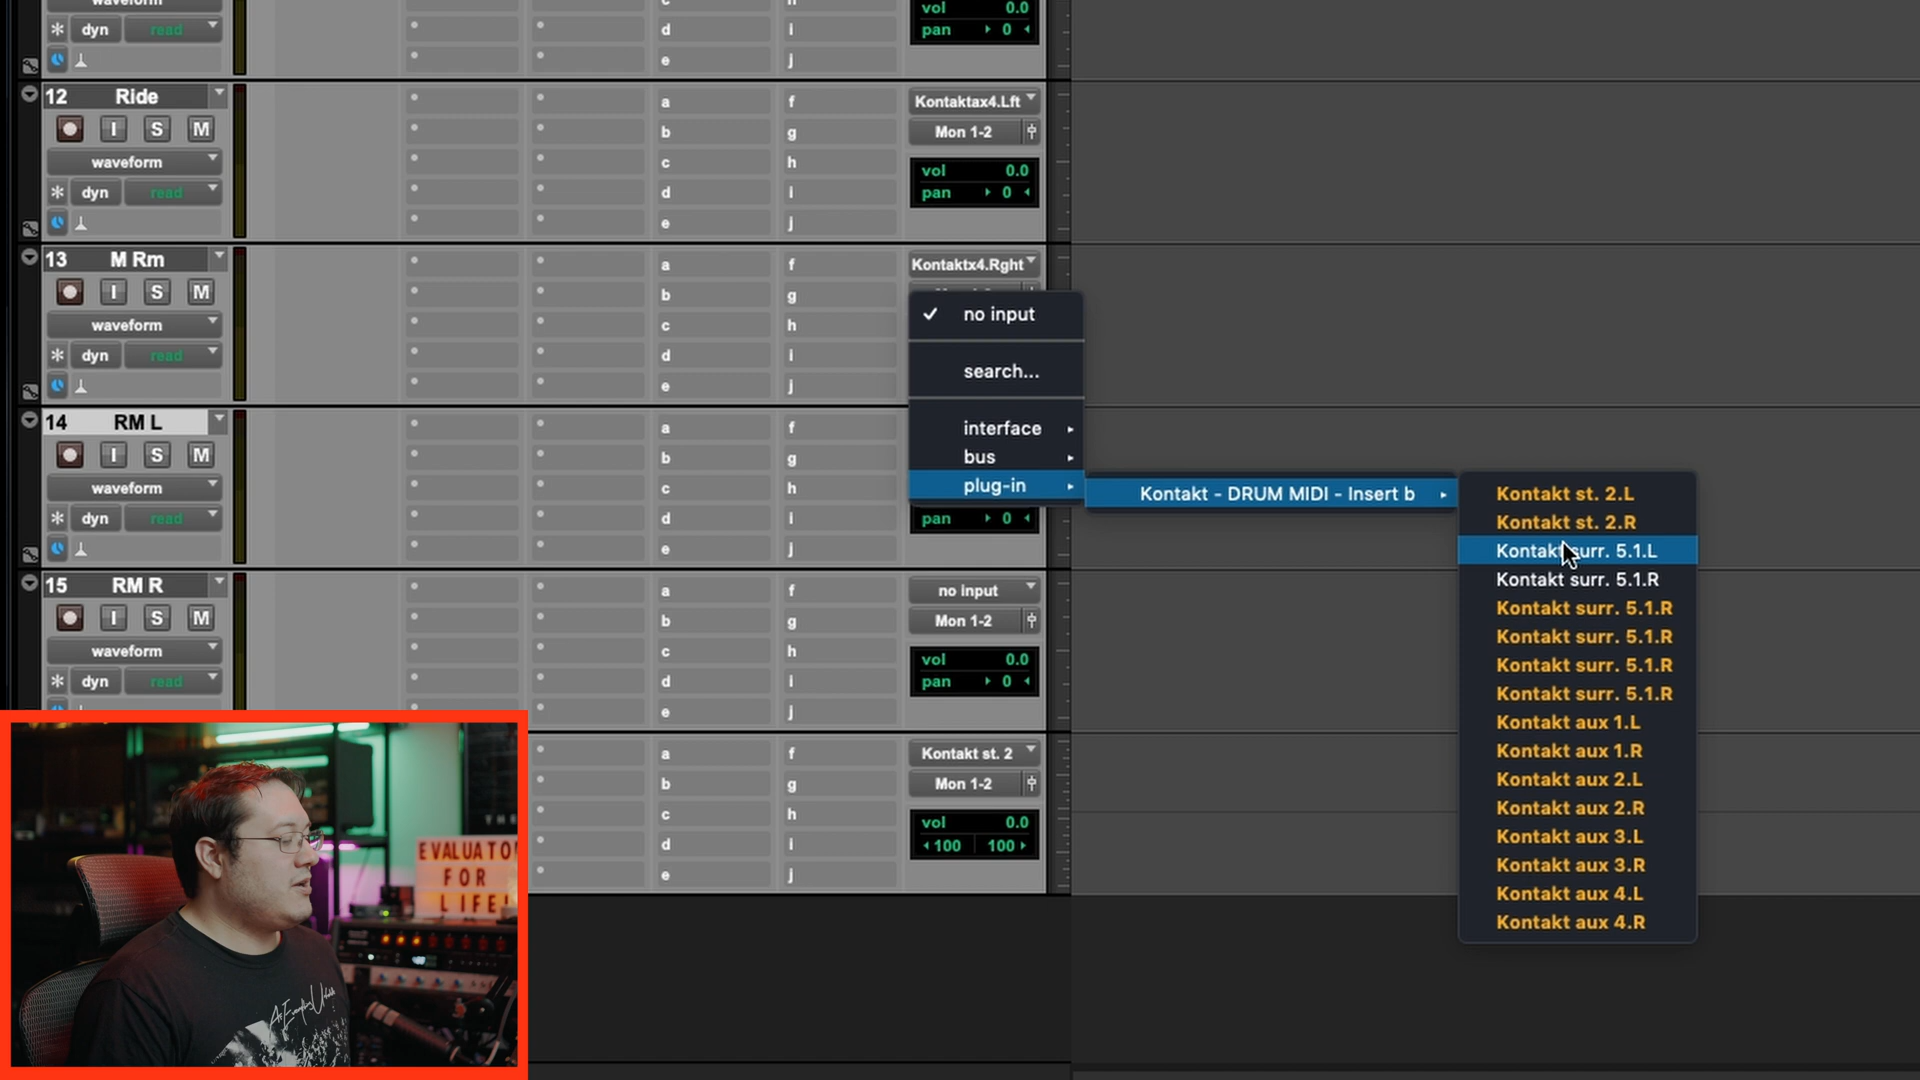 waveform
dyn read
c h
d i
e j
vol 0.0
pan 0
12 Ride
I S M
waveform
dyn read
a f
b g
c h
d i
e j
Kontaktax4.Lft
Mon 1-2
vol 0.0
pan 0
13 M Rm
I S M
waveform
dyn read
a f
b g
c h
d i
e j
Kontaktx4.Rght
no input
search...
interface
bus
plug-in
Kontakt - DRUM MIDI - Insert b
Kontakt st. 2.L
Kontakt st. 2.R
Kontakt surr. 5.1.L
Kontakt surr. 5.1.R
Kontakt surr. 5.1.R
Kontakt surr. 5.1.R
Kontakt surr. 5.1.R
Kontakt surr. 5.1.R
Kontakt aux 1.L
Kontakt aux 1.R
Kontakt aux 2.L
Kontakt aux 2.R
Kontakt aux 3.L
Kontakt aux 3.R
Kontakt aux 4.L
Kontakt aux 4.R
14 RM L
I S M
waveform
dyn read
a f
b g
c h
d i
e j
pan 0
15 RM R
I S M
waveform
dyn read
a f
b g
c h
d i
e j
no input
Mon 1-2
vol 0.0
pan 0
a f
b g
c h
d i
e j
Kontakt st. 2
Mon 1-2
vol 0.0
100 100
EVALUATO
FOR
LIFE!